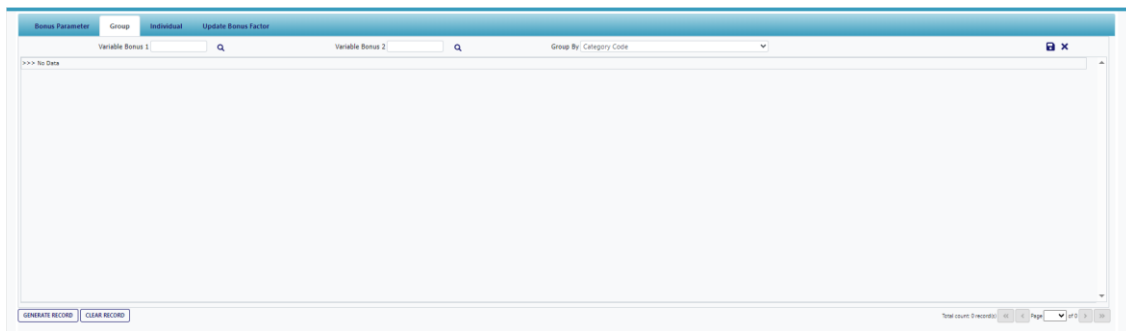 Bonus Parameter Group Individual Update Bonus Factor
Variable Bonus 1 Variable Bonus 2 Group By Category Code
>>> No Data
GENERATE RECORD CLEAR RECORD Total count: 0 record(s) Page of 0